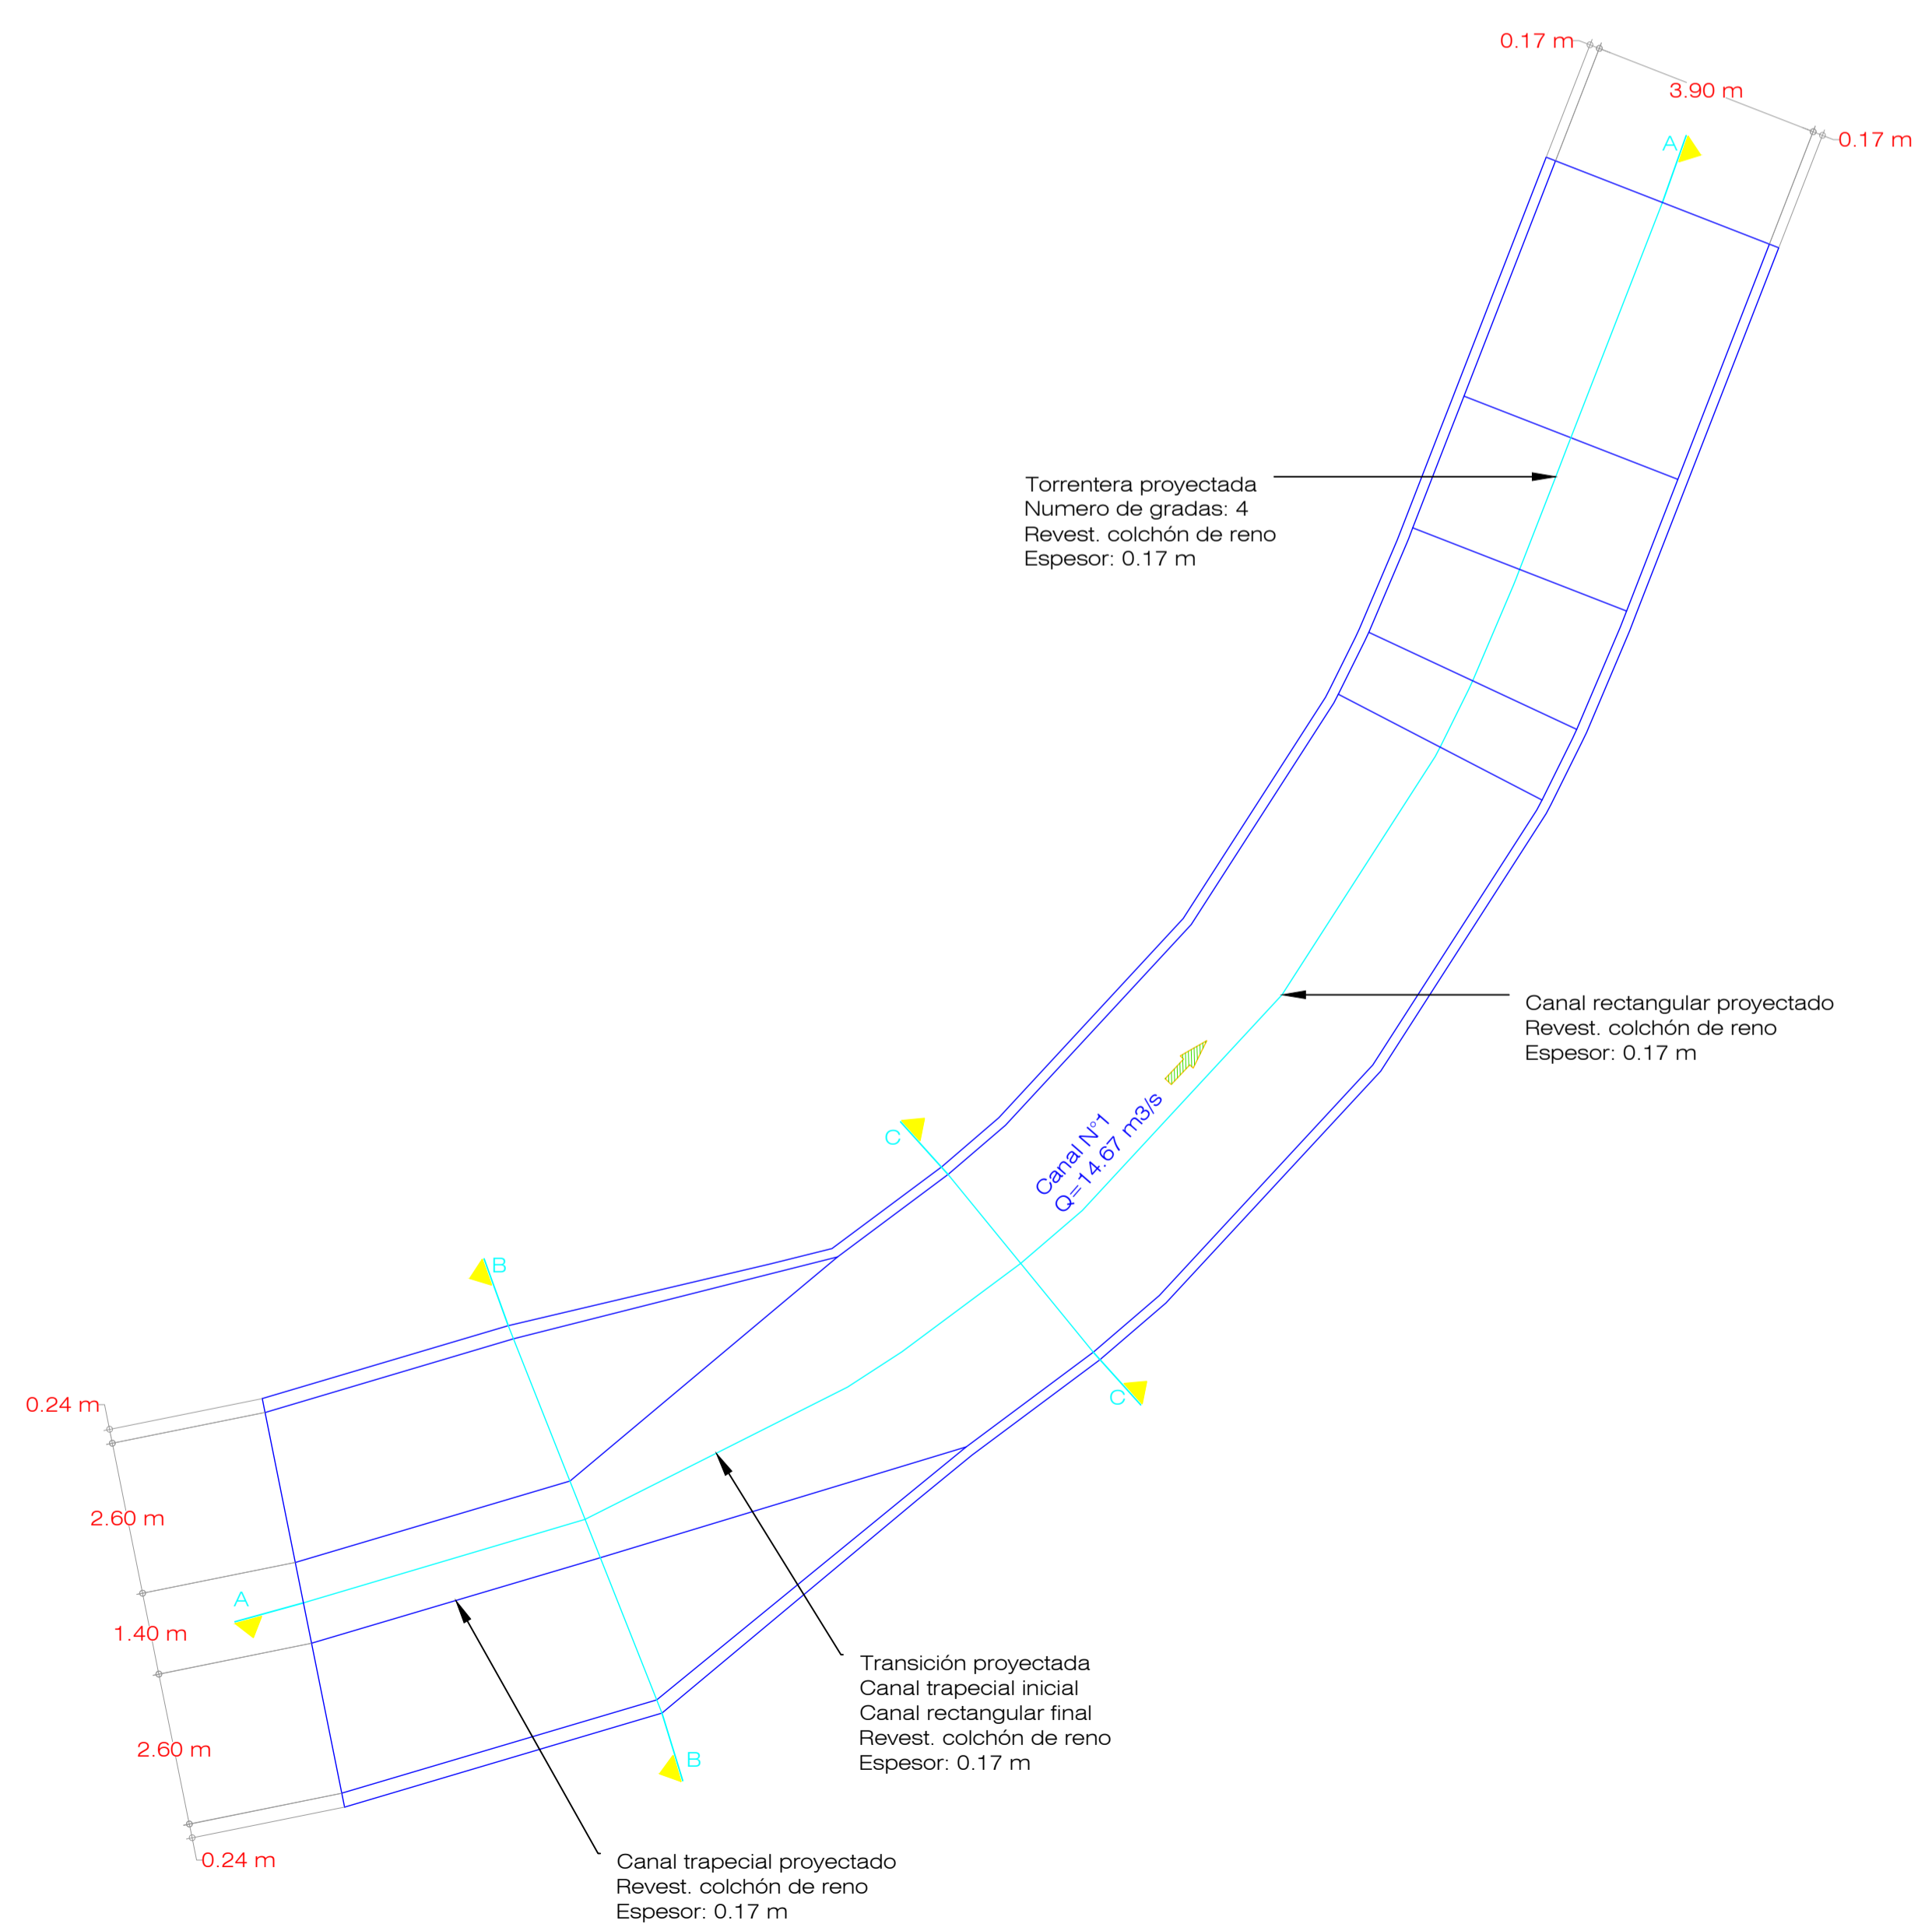 0.17 m
3.90 m
0.17 m
A
Torrentera proyectada
Numero de gradas: 4
Revest. colchón de reno
Espesor: 0.17 m
Canal rectangular proyectado
Revest. colchón de reno
Espesor: 0.17 m
Canal N°1
Q=14.67 m3/s
C
C
B
B
0.24 m
2.60 m
A
1.40 m
2.60 m
0.24 m
Transición proyectada
Canal trapecial inicial
Canal rectangular final
Revest. colchón de reno
Espesor: 0.17 m
Canal trapecial proyectado
Revest. colchón de reno
Espesor: 0.17 m